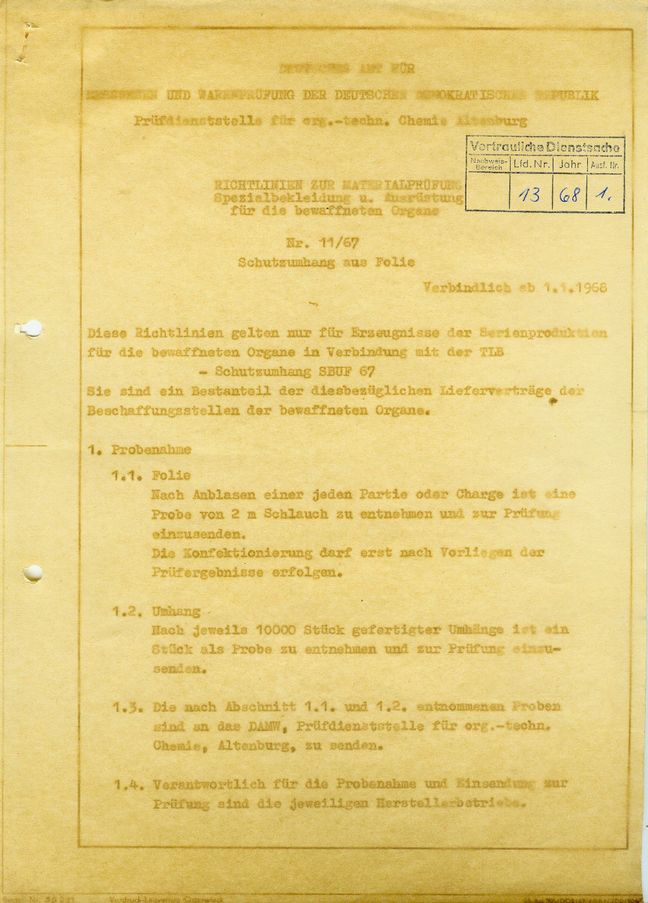 DEUTSCHES AMT FÜR
MESSWESEN UND WARENPRÜFUNG DER DEUTSCHEN DEMOKRATISCHEN REPUBLIK
Prüfdienststelle für org.-techn. Chemie Altenburg
Vertrauliche Dienstsache
Nachweis-Bereich Lfd. Nr. Jahr Ausf. Nr.
13 68 1.
RICHTLINIEN ZUR MATERIALPRÜFUNG
Spezialbekleidung u. Ausrüstung
für die bewaffneten Organe
Nr. 11/67
Schutzumhang aus Folie
Verbindlich ab 1.1.1968
Diese Richtlinien gelten nur für Erzeugnisse der Serienproduktion
für die bewaffneten Organe in Verbindung mit der TLB
- Schutzumhang SBUF 67
Sie sind ein Bestanteil der diesbezüglichen Lieferverträge der
Beschaffungsstellen der bewaffneten Organe.
1. Probenahme
1.1. Folie
Nach Anblasen einer jeden Partie oder Charge ist eine
Probe von 2 m Schlauch zu entnehmen und zur Prüfung
einzusenden.
Die Konfektionierung darf erst nach Vorliegen der
Prüfergebnisse erfolgen.
1.2. Umhang
Nach jeweils 10000 Stück gefertigter Umhänge ist ein
Stück als Probe zu entnehmen und zur Prüfung einzu-
senden.
1.3. Die nach Abschnitt 1.1. und 1.2. entnommenen Proben
sind an das DAMW, Prüfdienststelle für org.-techn.
Chemie, Altenburg, zu senden.
1.4. Verantwortlich für die Probenahme und Einsendung zur
Prüfung sind die jeweiligen Herstellerbetriebe.